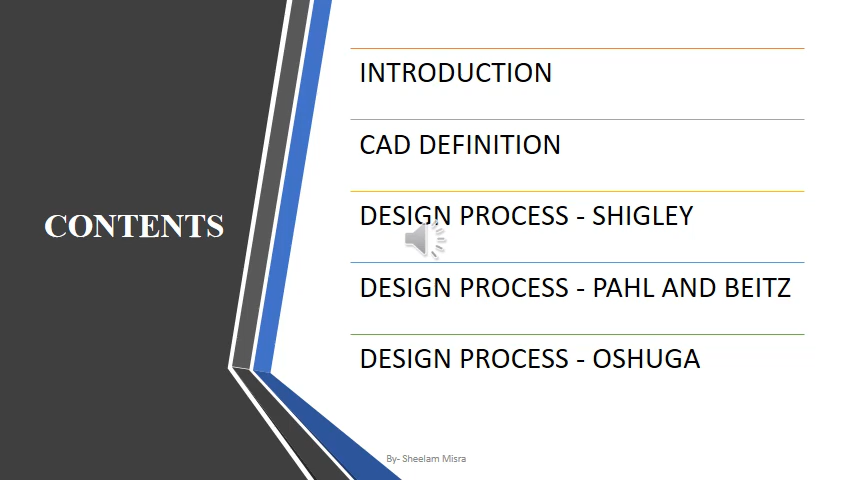 CONTENTS
INTRODUCTION
CAD DEFINITION
DESIGN PROCESS - SHIGLEY
DESIGN PROCESS - PAHL AND BEITZ
DESIGN PROCESS - OSHUGA
By- Sheelam Misra